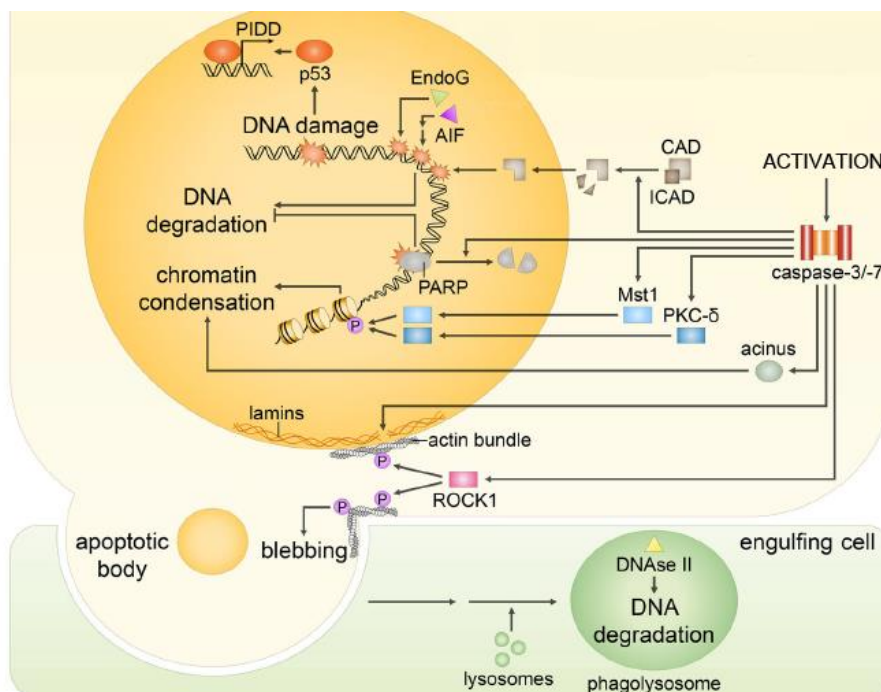 PIDD
p53
EndoG
AIF
DNA damage
CAD
ICAD
ACTIVATION
DNA
degradation
caspase-3/-7
PARP
chromatin
condensation
Mst1
PKC-δ
P
acinus
lamins
actin bundle
P
ROCK1
P
P
apoptotic
body
blebbing
engulfing cell
DNAse II
DNA
degradation
lysosomes
phagolysosome